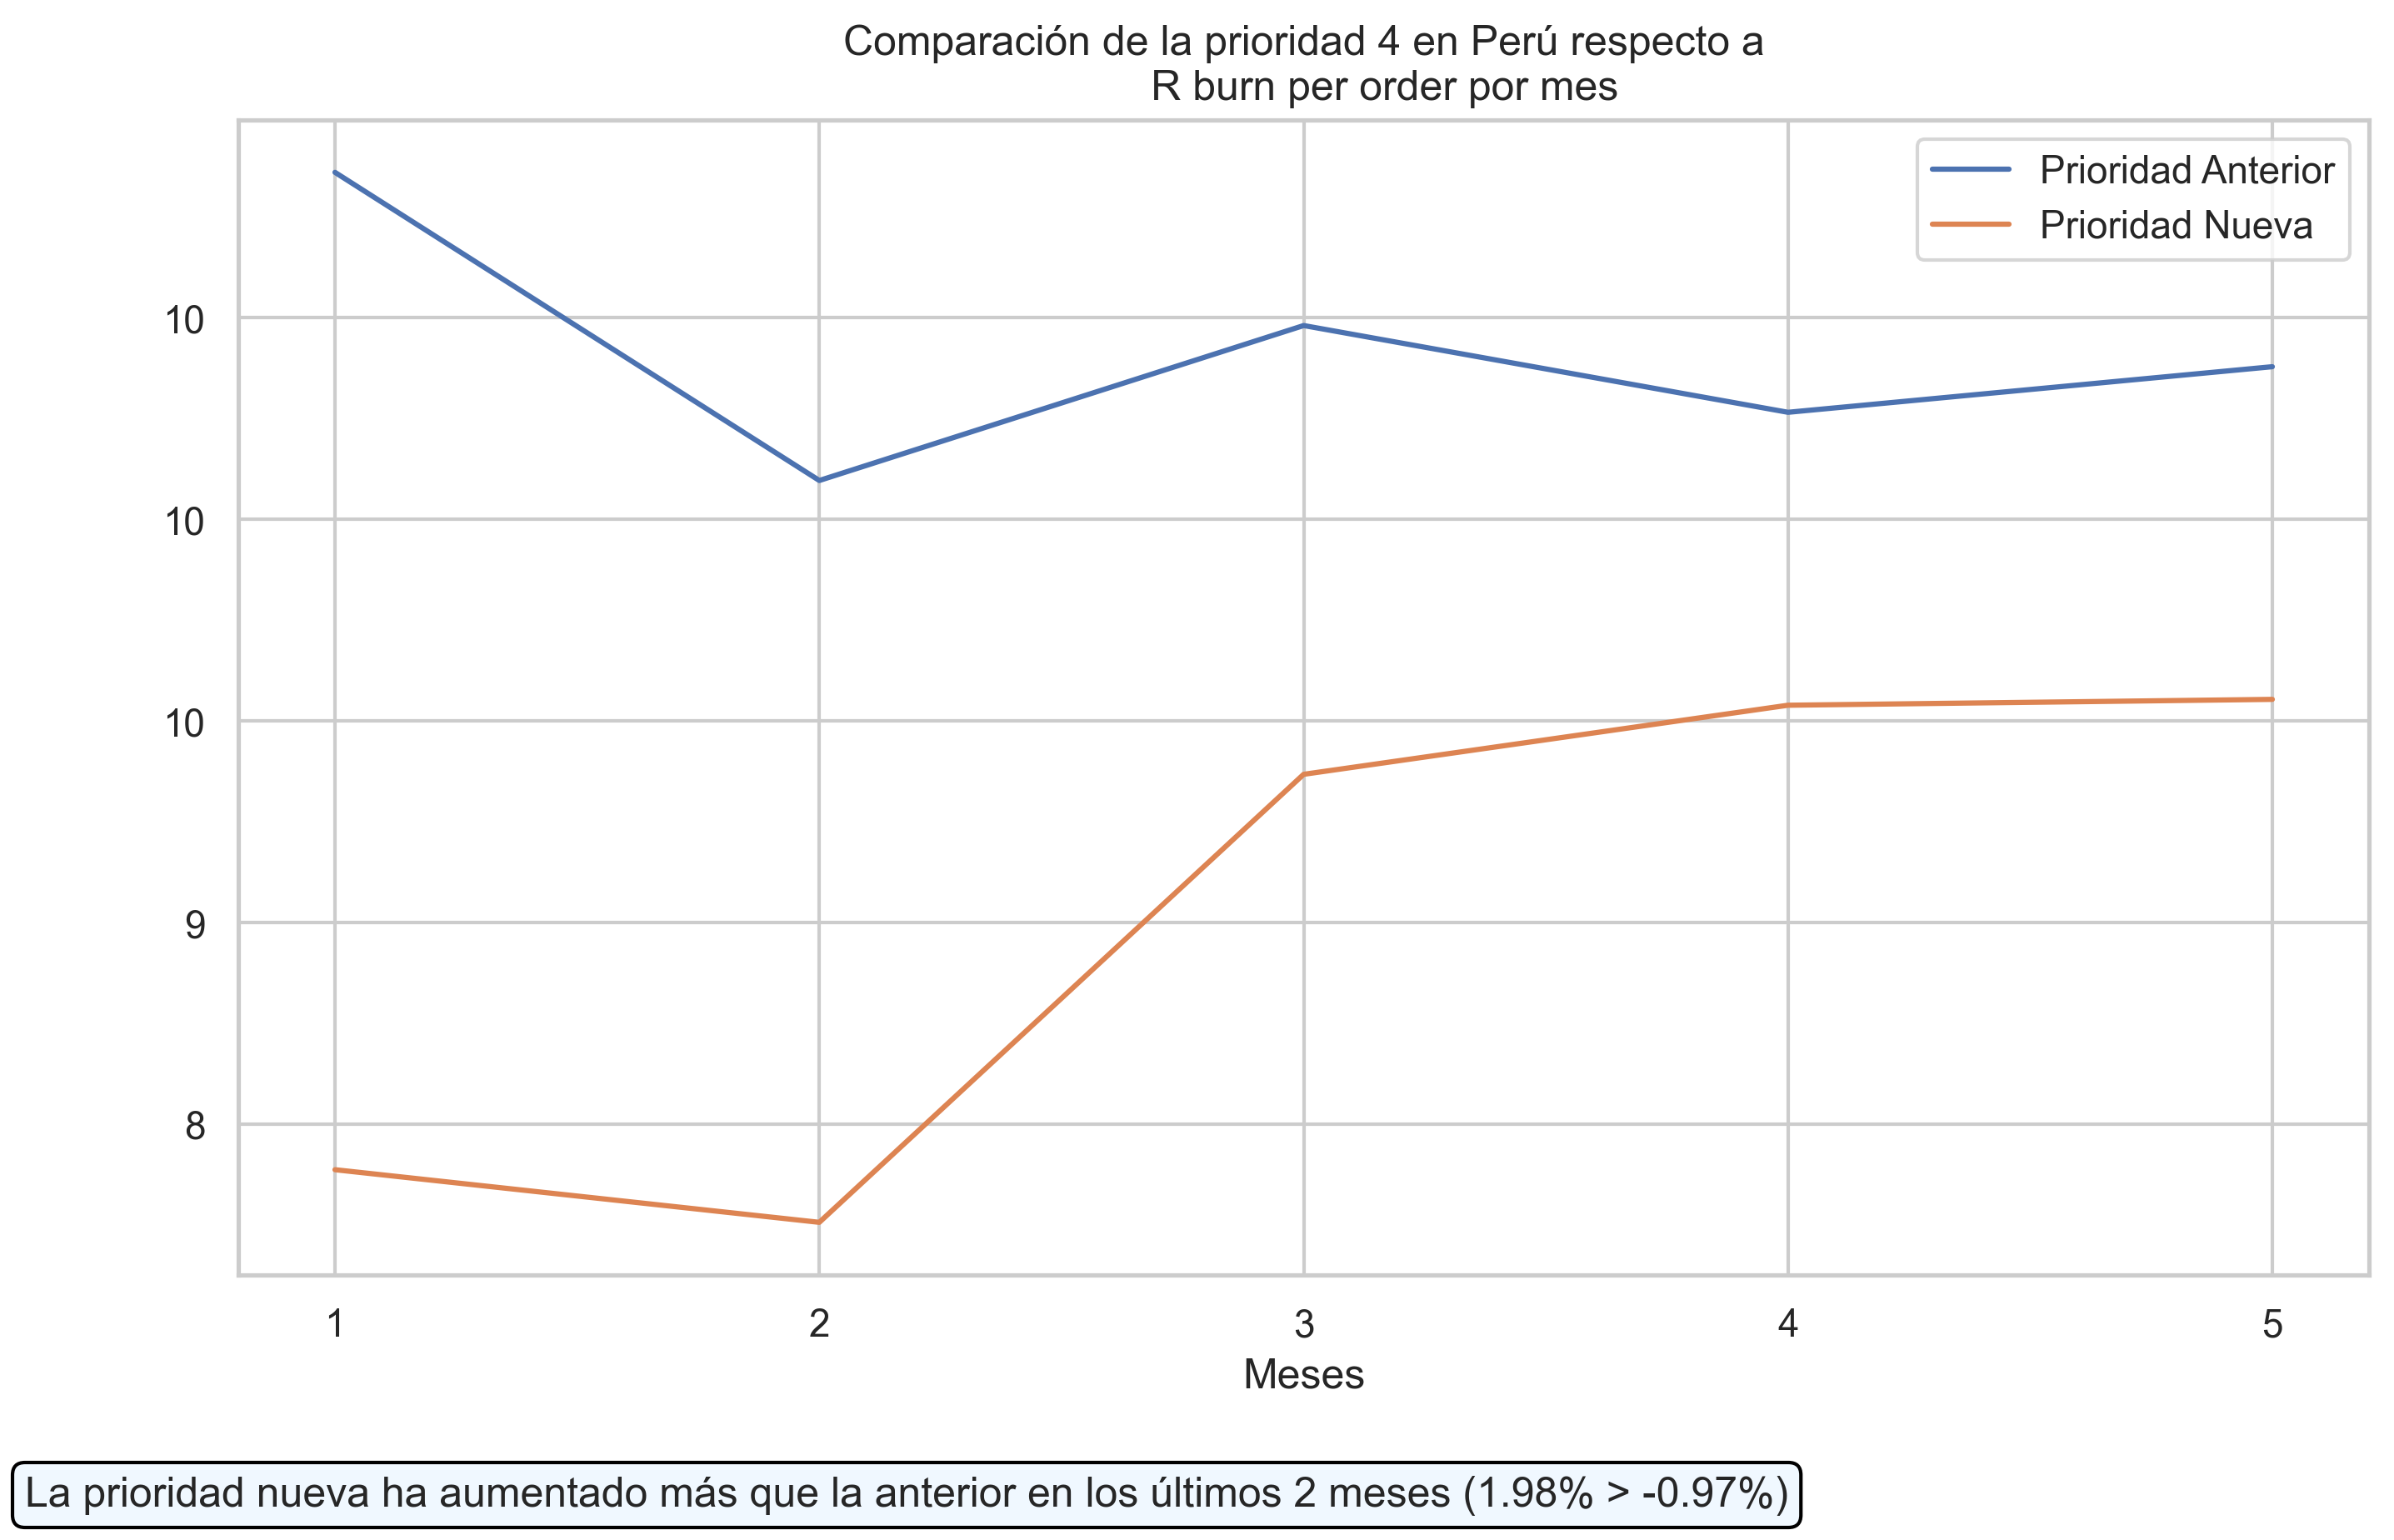 Comparación de la prioridad 4 en Perú respecto a
R burn per order por mes
Prioridad Anterior
Prioridad Nueva
10
10
10
9
8
1 2 3 4 5
Meses
La prioridad nueva ha aumentado más que la anterior en los últimos 2 meses (1.98% > -0.97%)